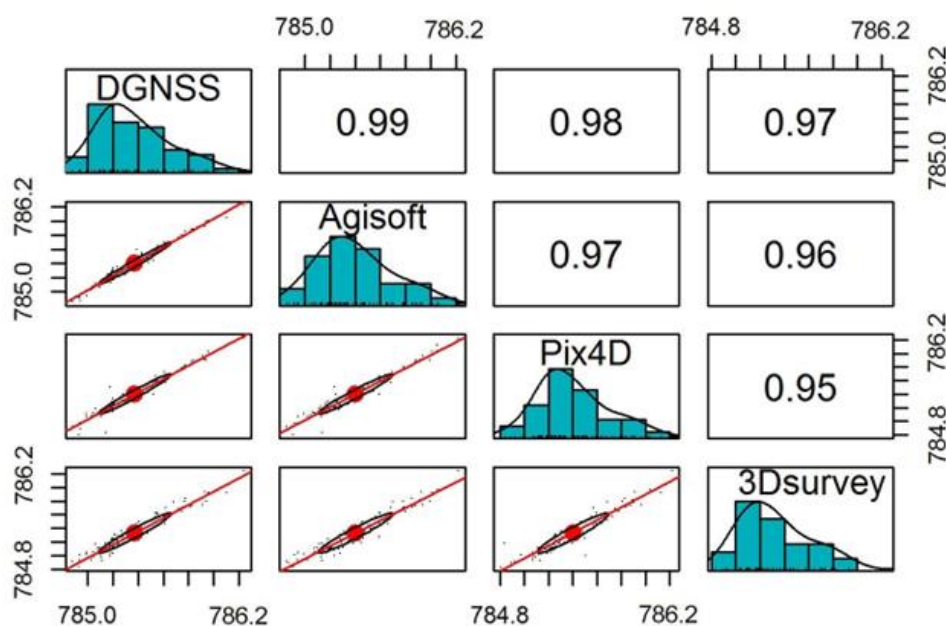 785.0 786.2 784.8 786.2
DGNSS 0.99 0.98 0.97
785.0 786.2
785.0 786.2
Agisoft 0.97 0.96
Pix4D 0.95
784.8 786.2
784.8 786.2
3Dsurvey
785.0 786.2 784.8 786.2